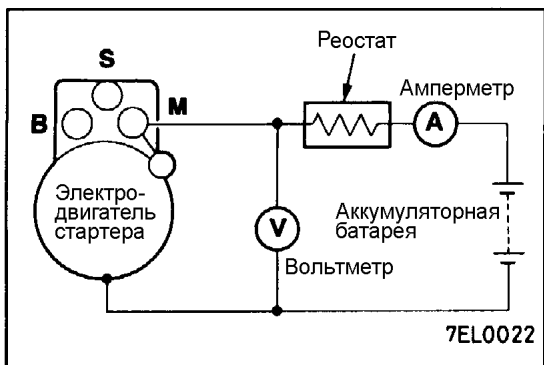 Реостат
S
M
Амперметр
B
A
Электро-
двигатель
стартера
V
Аккумуляторная
батарея
Вольтметр
7EL0022